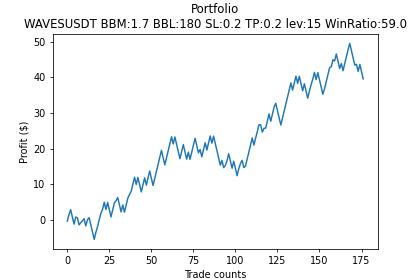 Portfolio
WAVESUSDT BBM:1.7 BBL:180 SL:0.2 TP:0.2 lev:15 WinRatio:59.0
50
40
30
20
10
0
Profit ($)
0 25 50 75 100 125 150 175
Trade counts